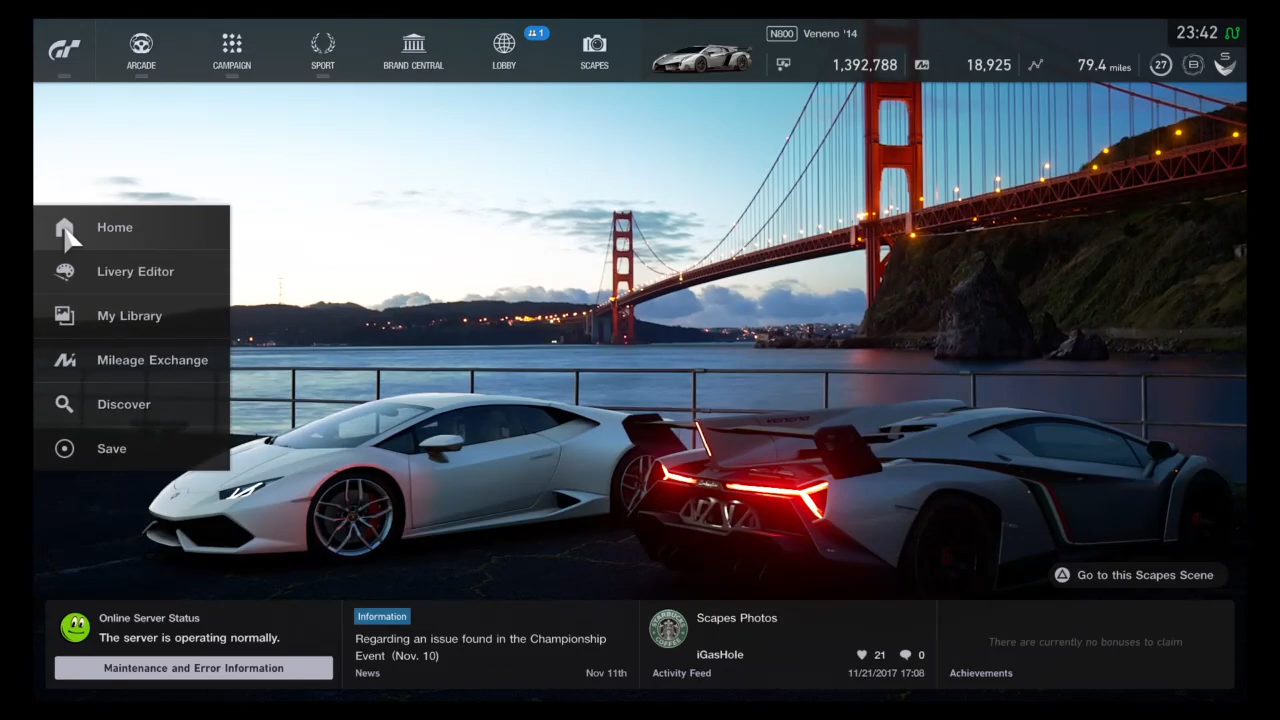 GT
ARCADE
CAMPAIGN
SPORT
BRAND CENTRAL
LOBBY
1
SCAPES
N800 Veneno '14
1,392,788
18,925
79.4 miles
23:42
27
B
S
Home
Livery Editor
My Library
Mileage Exchange
Discover
Save
Go to this Scapes Scene
Online Server Status
The server is operating normally.
Maintenance and Error Information
Information
Regarding an issue found in the Championship
Event (Nov. 10)
News
Nov 11th
STARBUCKS
COFFEE
Scapes Photos
iGasHole
21
0
Activity Feed
11/21/2017 17:08
There are currently no bonuses to claim
Achievements